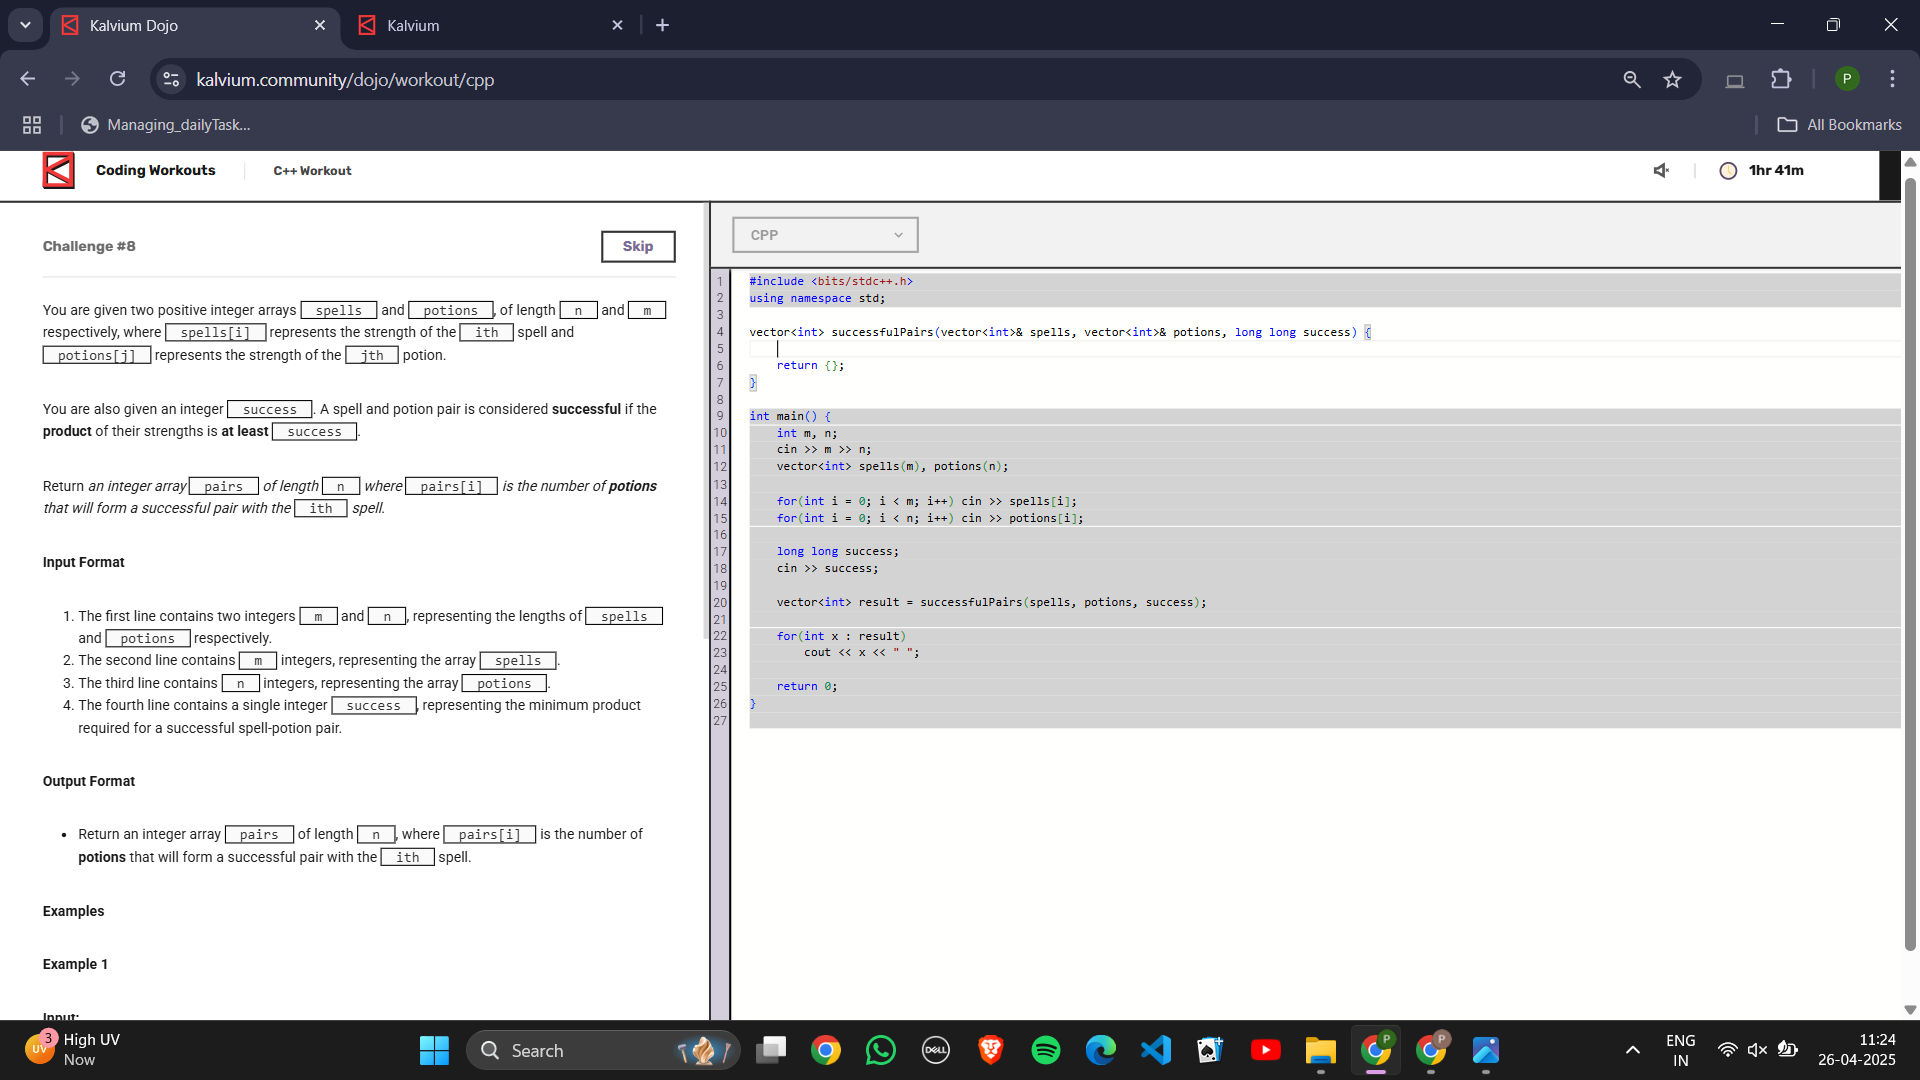 Kalvium Dojo
Kalvium
kalvium.community/dojo/workout/cpp
P
Managing_dailyTask...
All Bookmarks
Coding Workouts
C++ Workout
1hr 41m
Challenge #8
Skip
You are given two positive integer arrays spells and potions , of length n and m
respectively, where spells[i] represents the strength of the ith spell and
potions[j] represents the strength of the jth potion.
You are also given an integer success . A spell and potion pair is considered successful if the
product of their strengths is at least success .
Return an integer array pairs of length n where pairs[i] is the number of potions
that will form a successful pair with the ith spell.
Input Format
1. The first line contains two integers m and n , representing the lengths of spells
and potions respectively.
2. The second line contains m integers, representing the array spells .
3. The third line contains n integers, representing the array potions .
4. The fourth line contains a single integer success , representing the minimum product
required for a successful spell-potion pair.
Output Format
• Return an integer array pairs of length n , where pairs[i] is the number of
potions that will form a successful pair with the ith spell.
Examples
Example 1
Input:
CPP
1 #include <bits/stdc++.h>
2 using namespace std;
3
4 vector<int> successfulPairs(vector<int>& spells, vector<int>& potions, long long success) {
5
6 return {};
7 }
8
9 int main() {
10 int m, n;
11 cin >> m >> n;
12 vector<int> spells(m), potions(n);
13
14 for(int i = 0; i < m; i++) cin >> spells[i];
15 for(int i = 0; i < n; i++) cin >> potions[i];
16
17 long long success;
18 cin >> success;
19
20 vector<int> result = successfulPairs(spells, potions, success);
21
22 for(int x : result)
23 cout << x << " ";
24
25 return 0;
26 }
27
UV
3
High UV
Now
Search
DELL
P
P
ENG
IN
11:24
26-04-2025